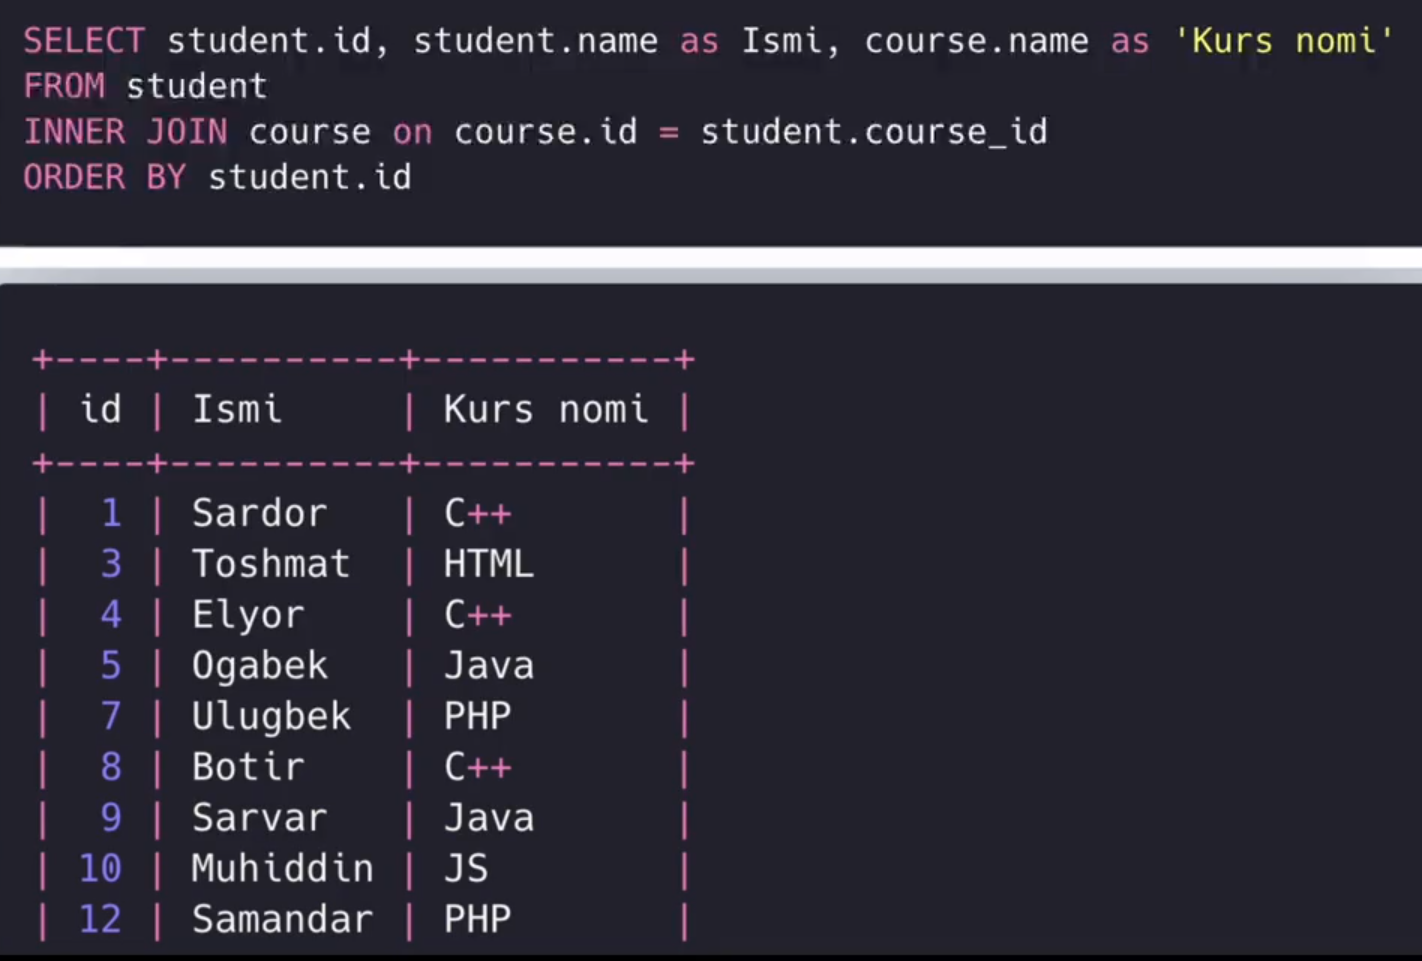 SELECT student.id, student.name as Ismi, course.name as 'Kurs nomi'
FROM student
INNER JOIN course on course.id = student.course_id
ORDER BY student.id
+----+----------+-----------+
| id | Ismi     | Kurs nomi |
+----+----------+-----------+
|  1 | Sardor   | C++       |
|  3 | Toshmat  | HTML      |
|  4 | Elyor    | C++       |
|  5 | Ogabek   | Java      |
|  7 | Ulugbek  | PHP       |
|  8 | Botir    | C++       |
|  9 | Sarvar   | Java      |
| 10 | Muhiddin | JS        |
| 12 | Samandar | PHP       |